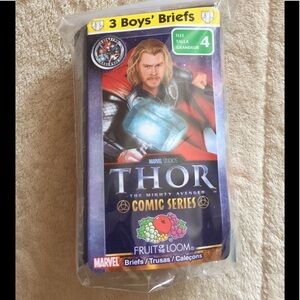 3 Boys' Briefs
SIZE
TALLA
GRANDEUR
4
MARVEL STUDIOS
THOR
THE MIGHTY AVENGER
COMIC SERIES
FRUIT OF THE LOOM®
MARVEL Briefs / Trusas / Caleçons